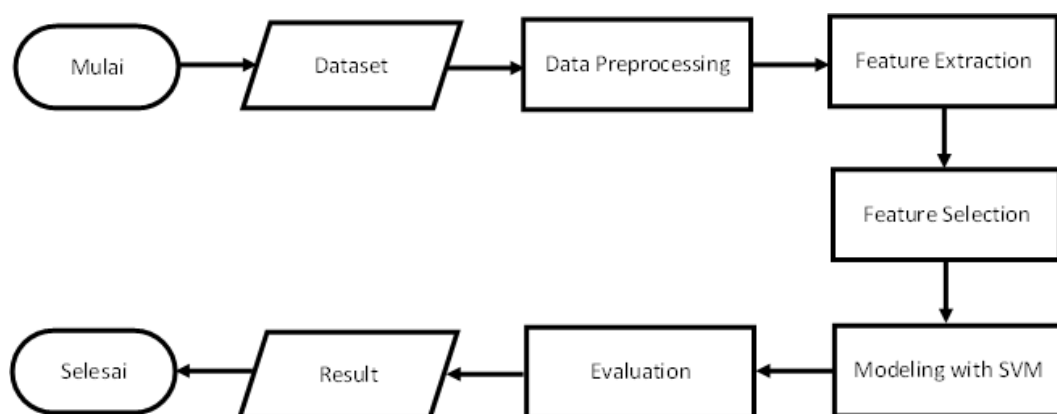 Mulai
Dataset
Data Preprocessing
Feature Extraction
Feature Selection
Modeling with SVM
Evaluation
Result
Selesai